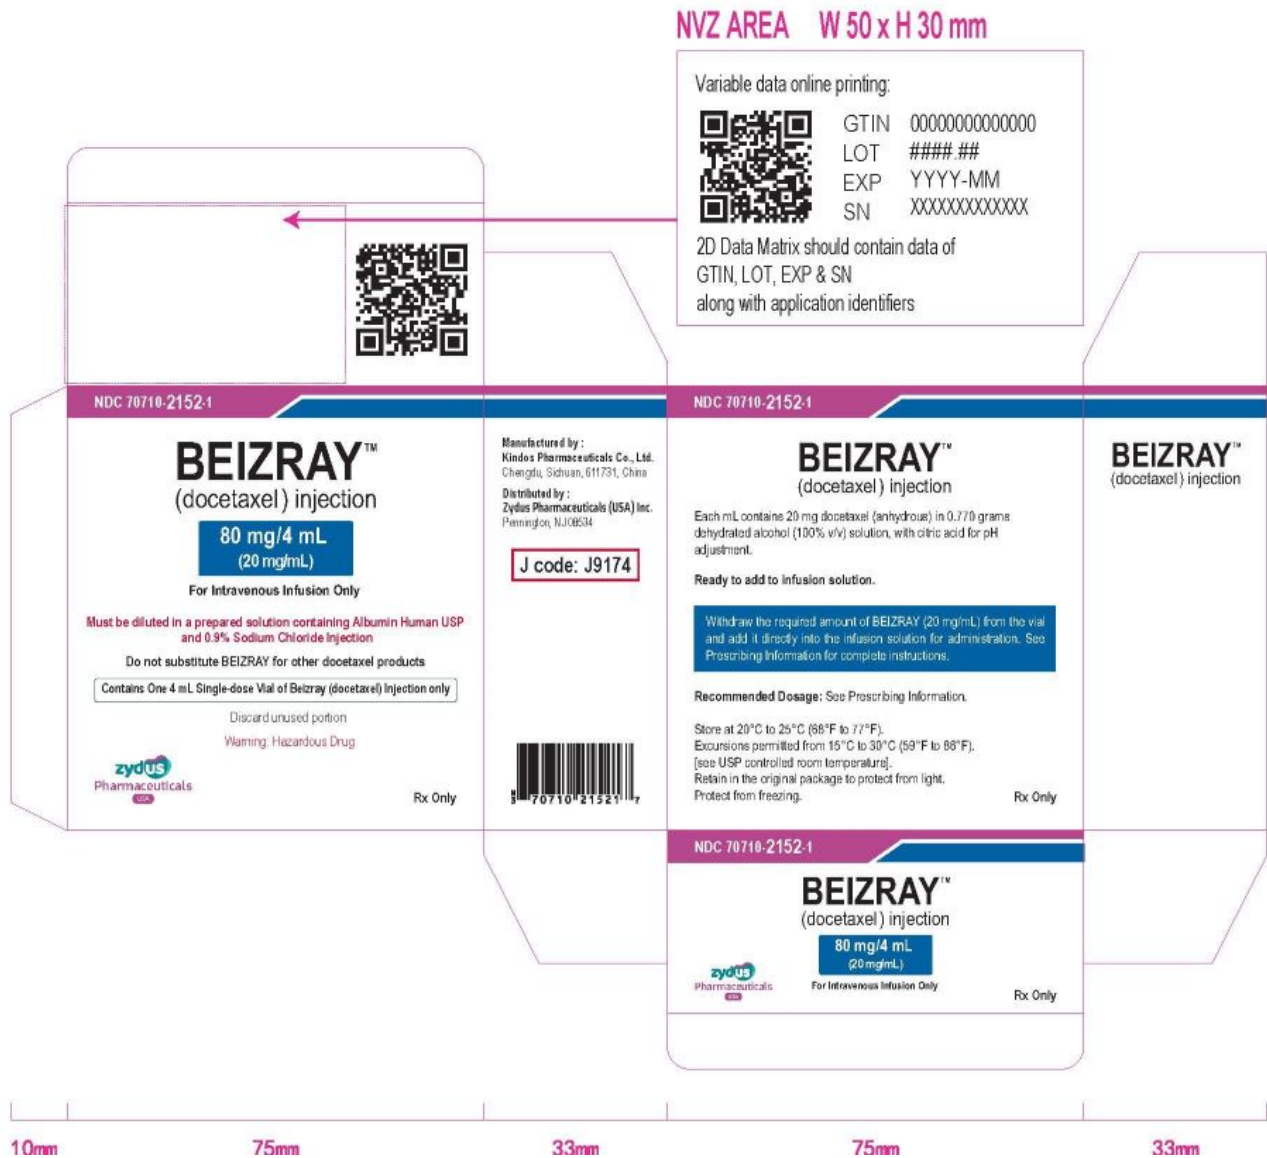 NVZ AREA W 50 x H 30 mm
Variable data online printing:
GTIN 00000000000000
LOT ####.##
EXP YYYY-MM
SN XXXXXXXXXXXXX
2D Data Matrix should contain data of
GTIN, LOT, EXP & SN
along with application identifiers
NDC 70710-2152-1
BEIZRAY™
(docetaxel) injection
80 mg/4 mL
(20 mg/mL)
For Intravenous Infusion Only
Must be diluted in a prepared solution containing Albumin Human USP
and 0.9% Sodium Chloride Injection
Do not substitute BEIZRAY for other docetaxel products
Contains One 4 mL Single-dose Vial of Beizray (docetaxel) Injection only
Discard unused portion
Warning: Hazardous Drug
zydus
Pharmaceuticals
USA
Rx Only
Manufactured by :
Kindos Pharmaceuticals Co., Ltd.
Chengdu, Sichuan, 611731, China
Distributed by :
Zydus Pharmaceuticals (USA) Inc.
Pennington, NJ 08534
J code: J9174
N 3 70710 21521 7
NDC 70710-2152-1
BEIZRAY™
(docetaxel) injection
Each mL contains 20 mg docetaxel (anhydrous) in 0.770 grams
dehydrated alcohol (100% v/v) solution, with citric acid for pH
adjustment.
Ready to add to infusion solution.
Withdraw the required amount of BEIZRAY (20 mg/mL) from the vial
and add it directly into the infusion solution for administration. See
Prescribing Information for complete instructions.
Recommended Dosage: See Prescribing Information.
Store at 20°C to 25°C (68°F to 77°F).
Excursions permitted from 15°C to 30°C (59°F to 86°F).
[see USP controlled room temperature].
Retain in the original package to protect from light.
Protect from freezing.
Rx Only
BEIZRAY™
(docetaxel) injection
NDC 70710-2152-1
BEIZRAY™
(docetaxel) injection
80 mg/4 mL
(20 mg/mL)
For Intravenous Infusion Only
zydus
Pharmaceuticals
USA
Rx Only
10mm 75mm 33mm 75mm 33mm